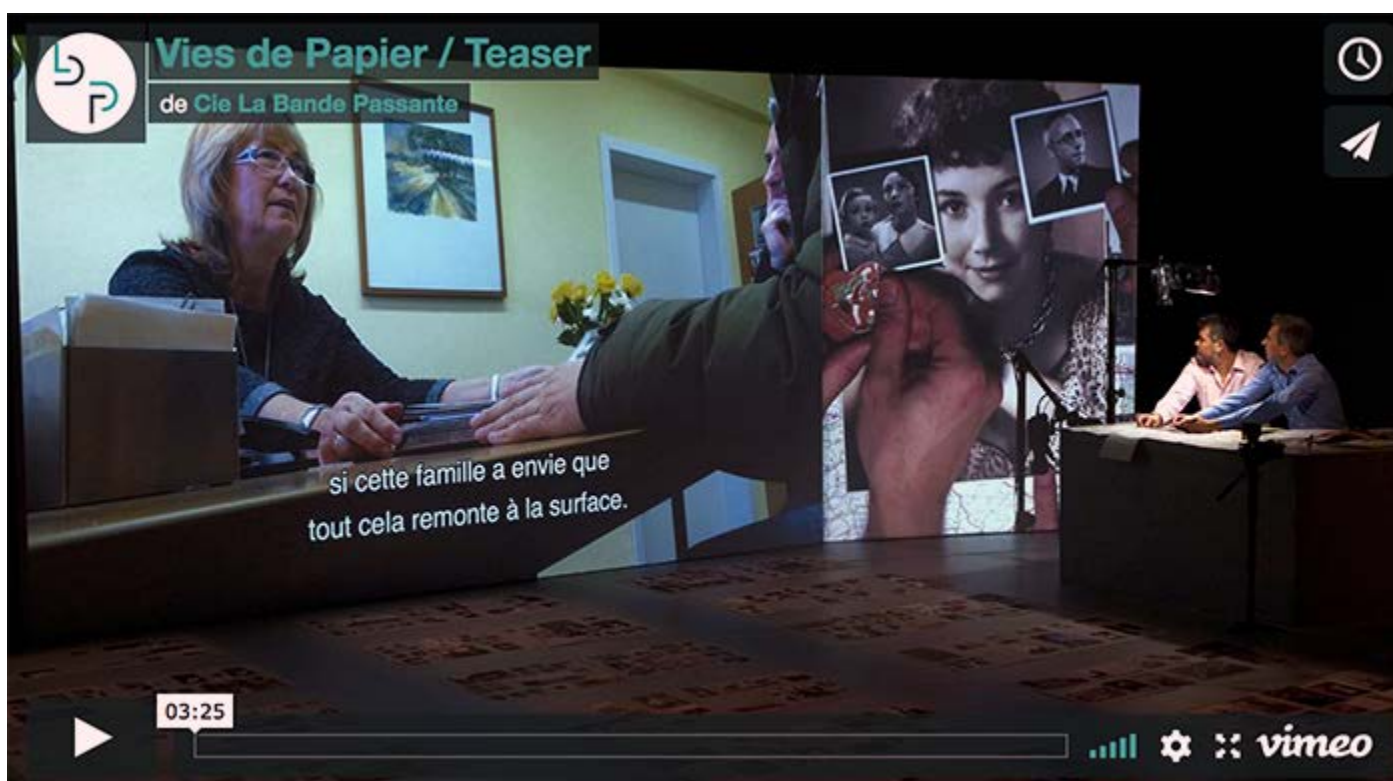 Vies de Papier / Teaser
de Cie La Bande Passante
si cette famille a envie que
tout cela remonte à la surface.
03:25
vimeo